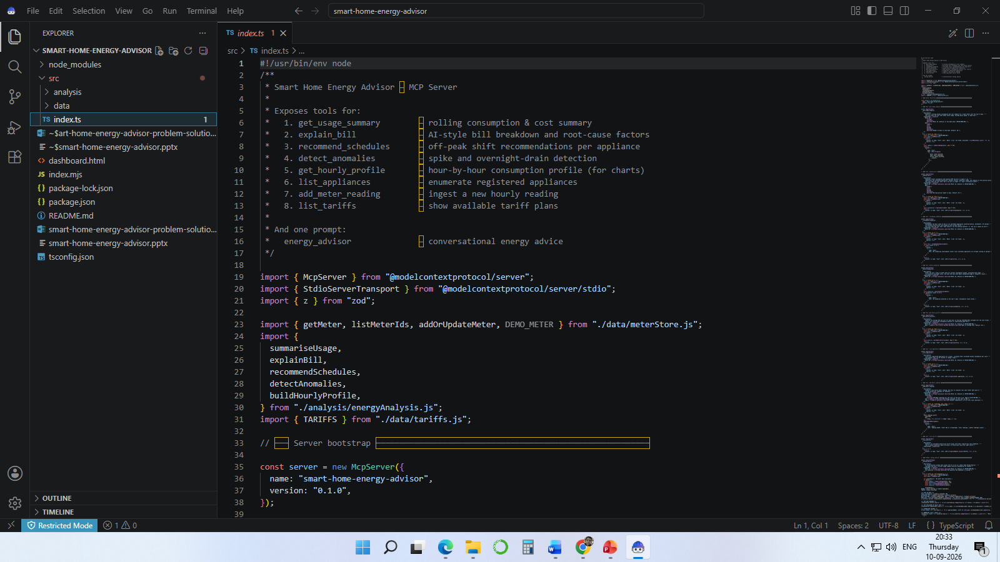 File Edit Selection View Go Run Terminal Help
smart-home-energy-advisor
EXPLORER
SMART-HOME-ENERGY-ADVISOR
node_modules
src
analysis
data
TS index.ts 1
~$art-home-energy-advisor-problem-solutio...
~$smart-home-energy-advisor.pptx
dashboard.html
JS index.mjs
package-lock.json
package.json
README.md
smart-home-energy-advisor-problem-solutio...
smart-home-energy-advisor.pptx
tsconfig.json
OUTLINE
TIMELINE
TS index.ts 1
src > TS index.ts > ...
1 #!/usr/bin/env node
2 /**
3 * Smart Home Energy Advisor — MCP Server
4 *
5 * Exposes tools for:
6 * 1. get_usage_summary – rolling consumption & cost summary
7 * 2. explain_bill – AI-style bill breakdown and root-cause factors
8 * 3. recommend_schedules – off-peak shift recommendations per appliance
9 * 4. detect_anomalies – spike and overnight-drain detection
10 * 5. get_hourly_profile – hour-by-hour consumption profile (for charts)
11 * 6. list_appliances – enumerate registered appliances
12 * 7. add_meter_reading – ingest a new hourly reading
13 * 8. list_tariffs – show available tariff plans
14 *
15 * And one prompt:
16 * energy_advisor – conversational energy advice
17 */
18
19 import { McpServer } from "@modelcontextprotocol/server";
20 import { StdioServerTransport } from "@modelcontextprotocol/server/stdio";
21 import { z } from "zod";
22
23 import { getMeter, listMeterIds, addOrUpdateMeter, DEMO_METER } from "./data/meterStore.js";
24 import {
25 summariseUsage,
26 explainBill,
27 recommendSchedules,
28 detectAnomalies,
29 buildHourlyProfile,
30 } from "./analysis/energyAnalysis.js";
31 import { TARIFFS } from "./data/tariffs.js";
32
33 // ─── Server bootstrap ─────────────────────────────────────────────────────────
34
35 const server = new McpServer({
36 name: "smart-home-energy-advisor",
37 version: "0.1.0",
38 });
39
Restricted Mode 1 0 Ln 1, Col 1 Spaces: 2 UTF-8 LF { } TypeScript
ENG
20:33
Thursday
10-09-2026
1